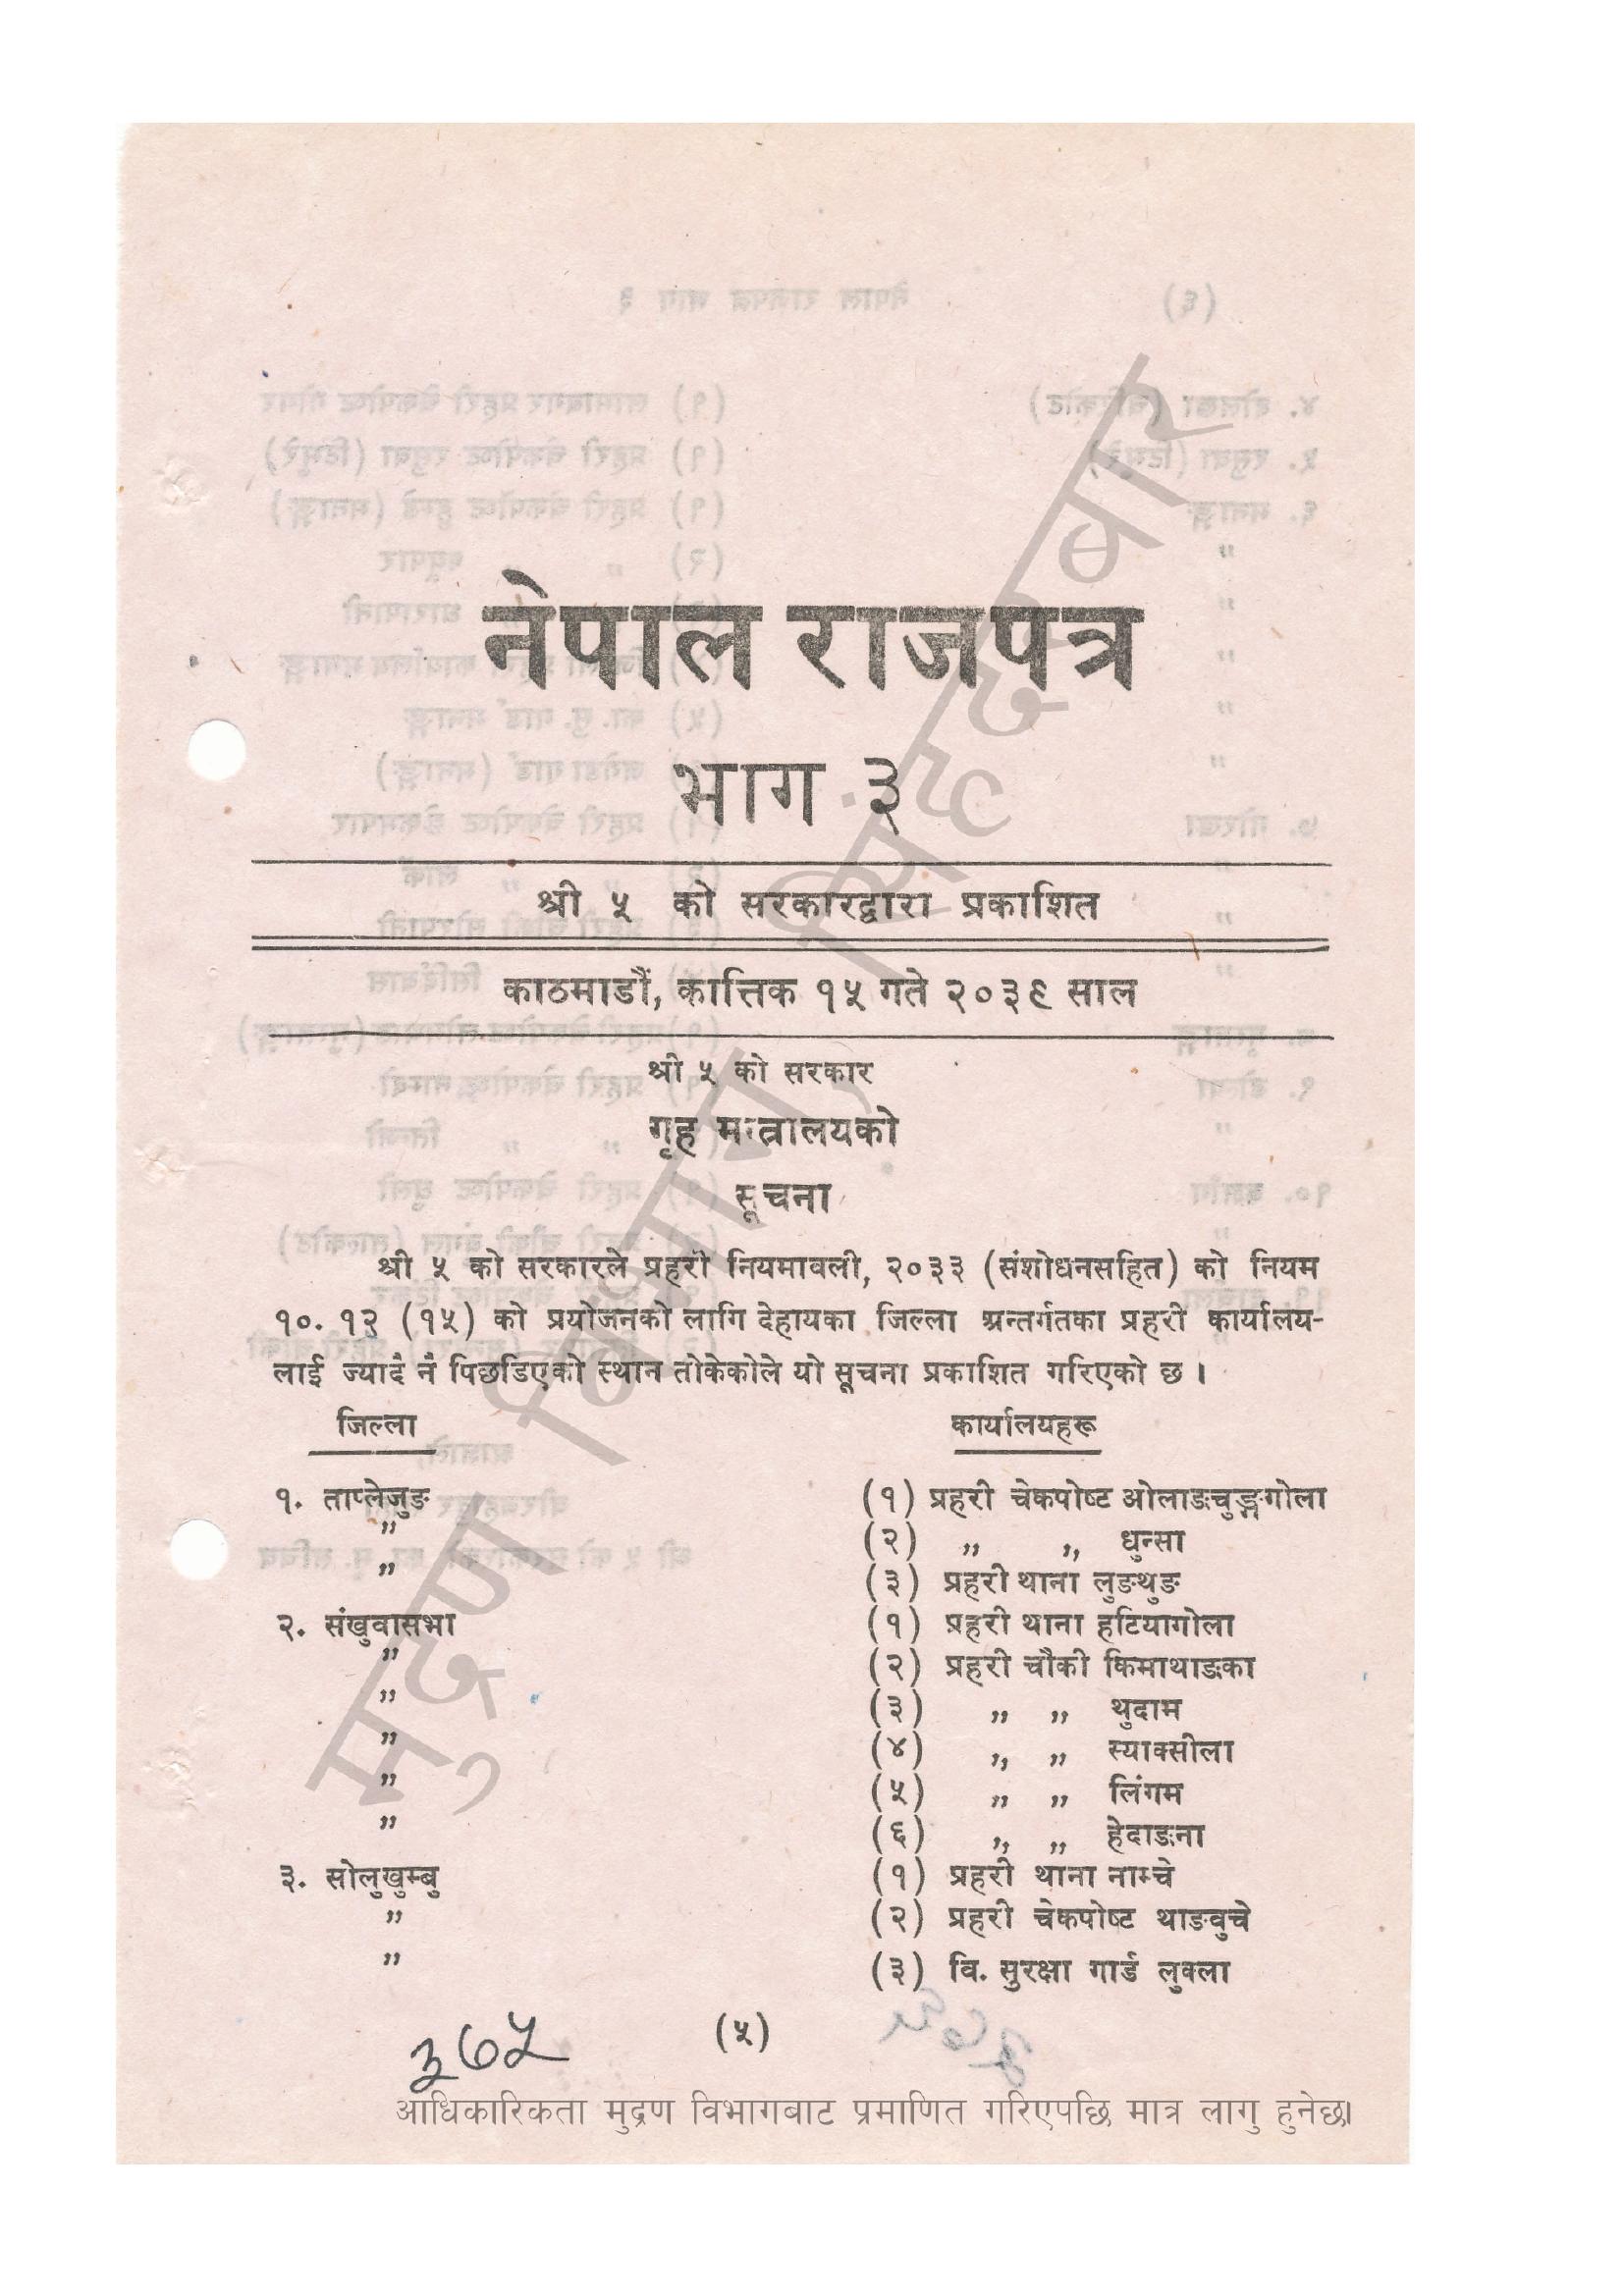 नेपाल राजपत्र
भाग ३
श्री ५ को सरकारद्वारा प्रकाशित
काठमाडौं, कात्तिक १५ गते २०३९ साल
श्री ५ को सरकार
गृह मन्त्रालयको
सूचना
श्री ५ को सरकारले प्रहरी नियमावली, २०३३ (संशोधनसहित) को नियम
१०. १२ (१५) को प्रयोजनको लागि देहायका जिल्ला अन्तर्गतका प्रहरी कार्यालय-
लाई ज्यादै नै पिछडिएको स्थान तोकेकोले यो सूचना प्रकाशित गरिएको छ ।
जिल्ला कार्यालयहरू
१. ताप्लेजुङ (१) प्रहरी चेकपोष्ट ओलाङचुङ्गगोला
" (२) " " धुन्सा
" (३) प्रहरी थाना लुङथुङ
२. संखुवासभा (१) प्रहरी थाना हटियागोला
" (२) प्रहरी चौकी किमाथाङका
" (३) " " थुदाम
" (४) " " स्याक्सीला
" (५) " " लिंगम
" (६) " " हेदाङना
३. सोलुखुम्बु (१) प्रहरी थाना नाम्चे
" (२) प्रहरी चेकपोष्ट थाङवुचे
" (३) वि. सुरक्षा गार्ड लुक्ला
३७५ (५)
आधिकारिकता मुद्रण विभागबाट प्रमाणित गरिएपछि मात्र लागु हुनेछ।
मुद्रण विभाग, सिंहदरवार